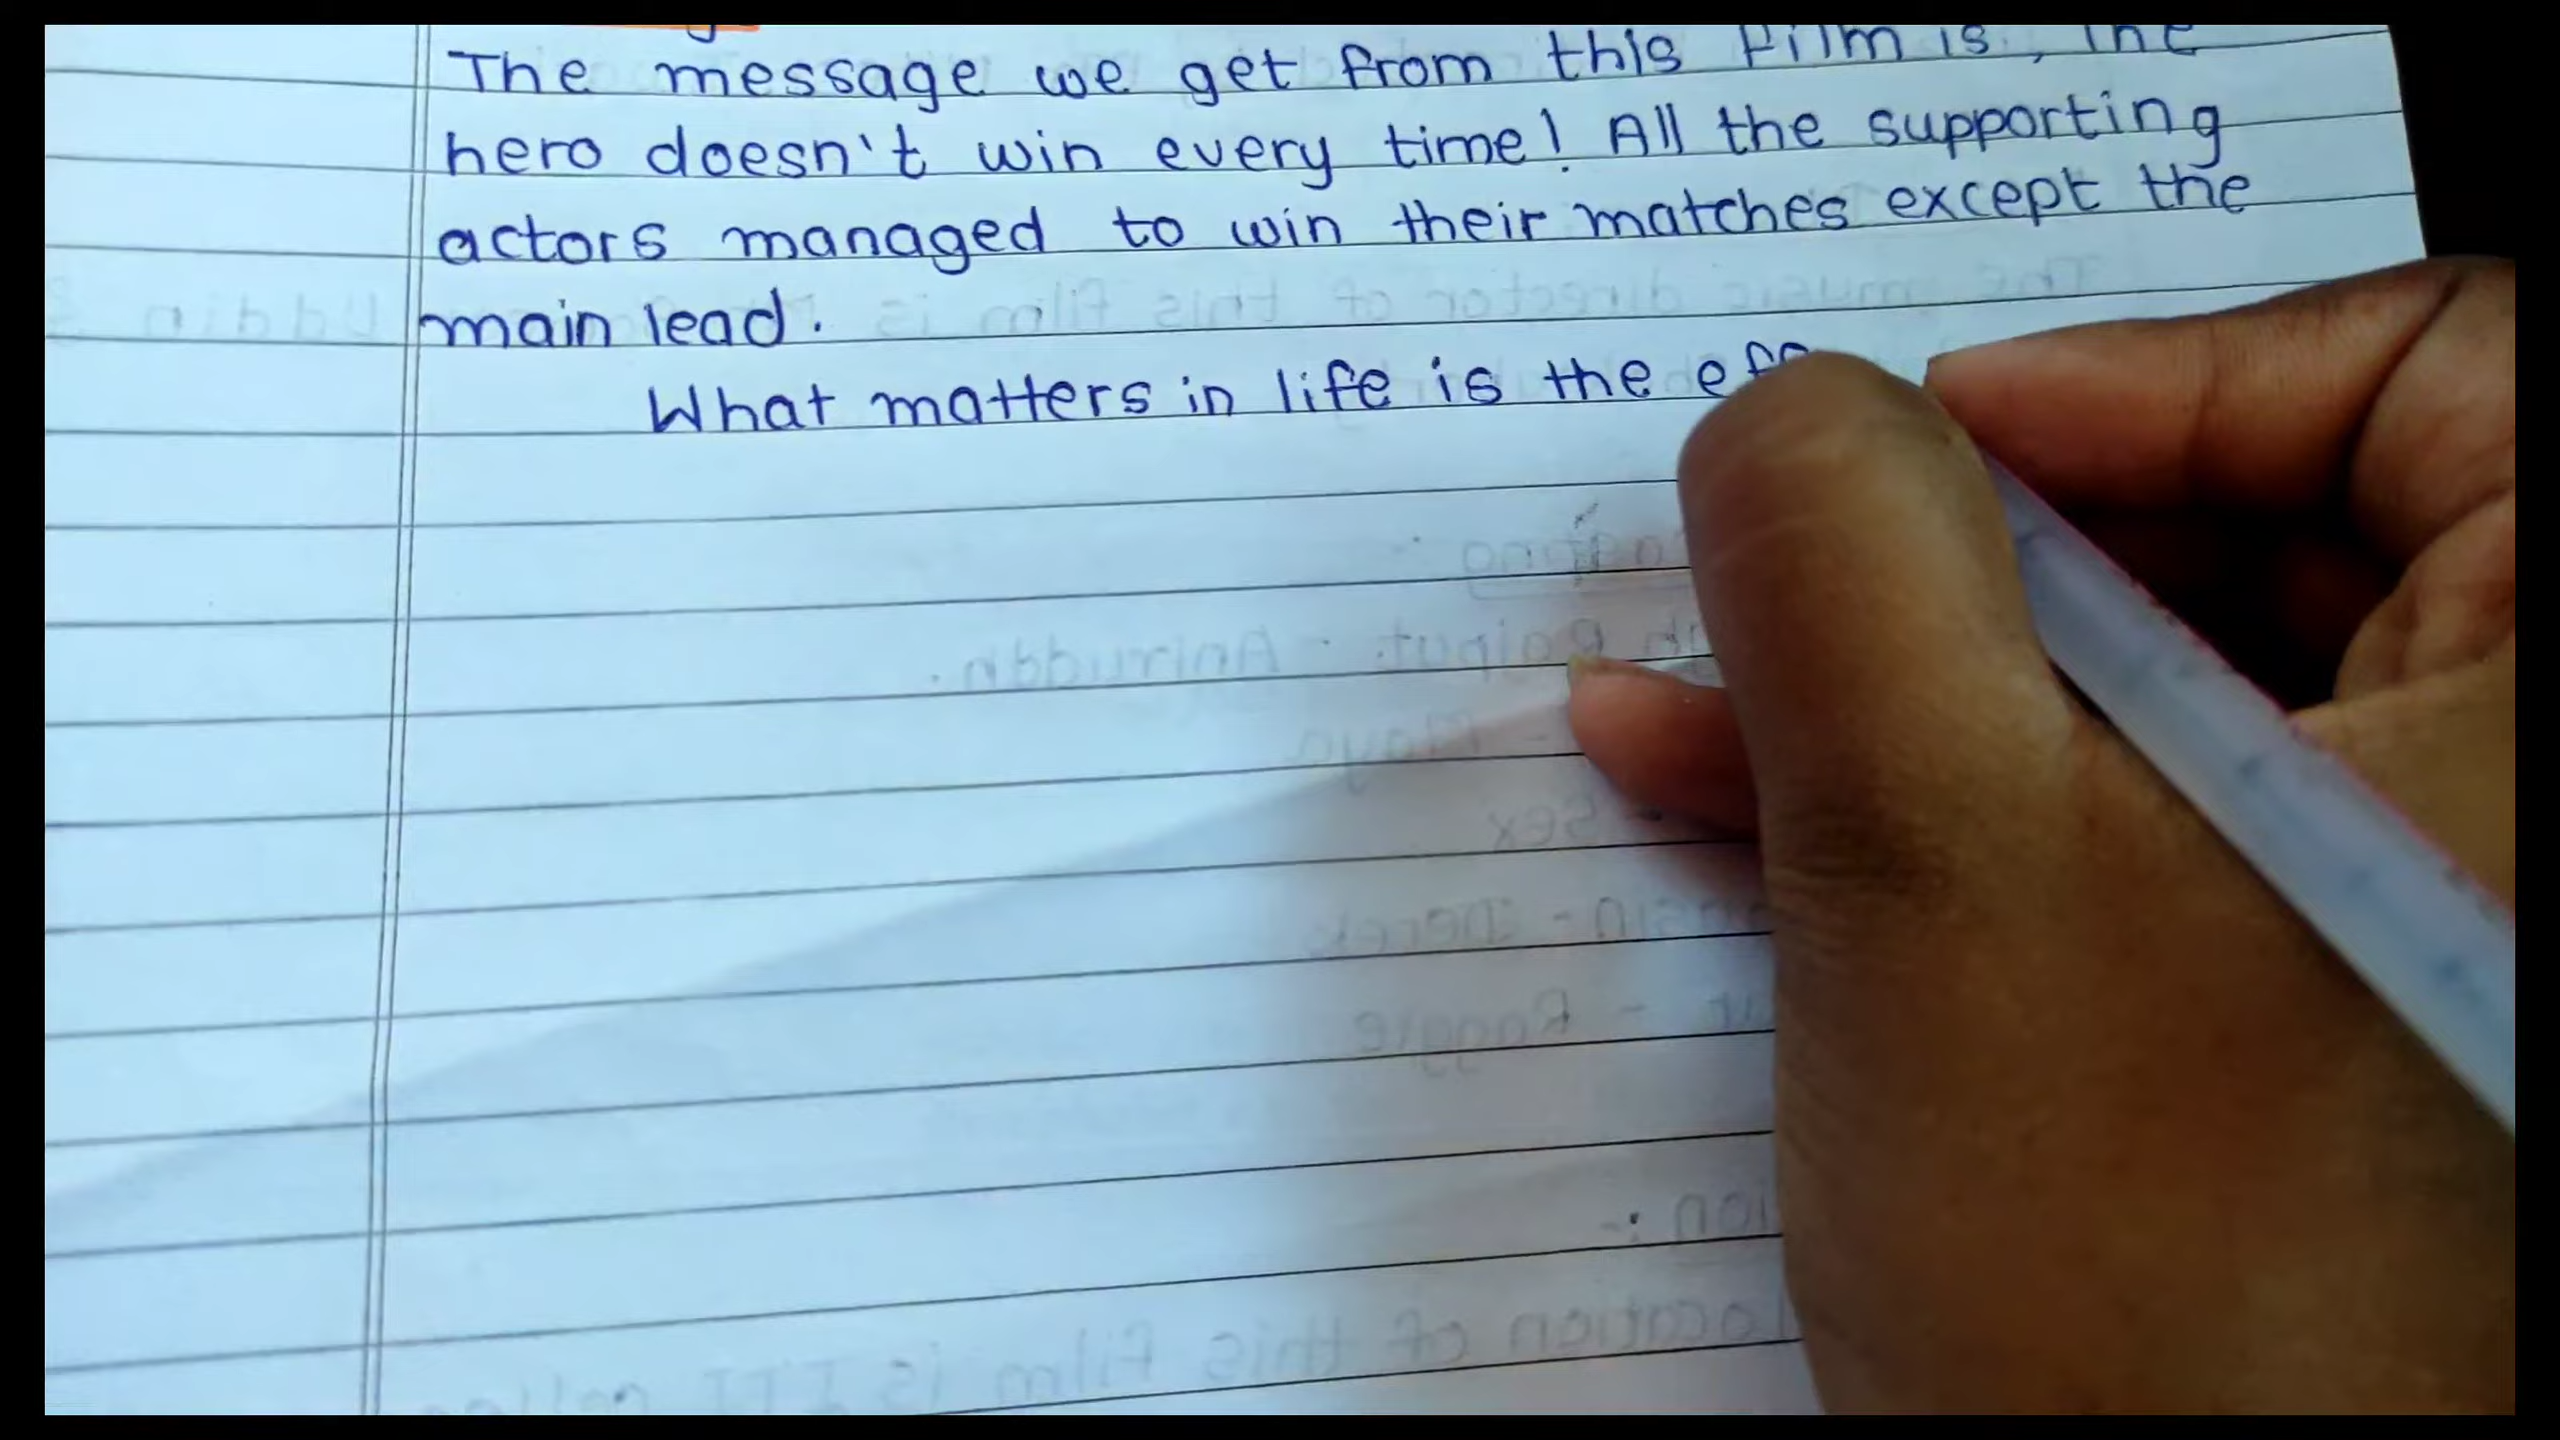 The message we get from this Film is, The
hero doesn't win every time! All the supporting
actors managed to win their matches except the
main lead.
What matters in life is the